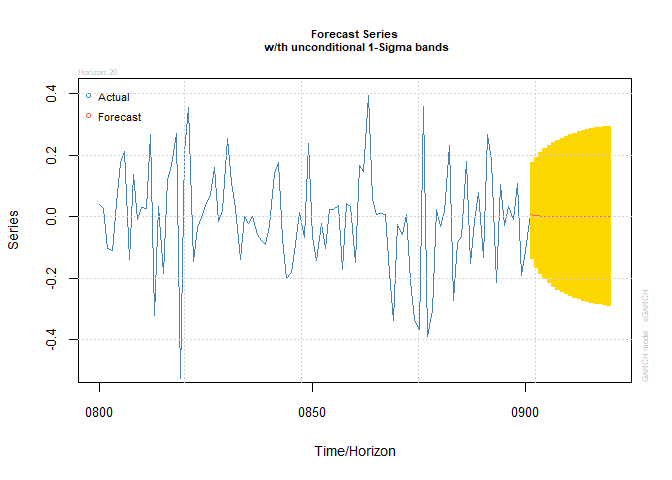 Forecast Series
w/th unconditional 1-Sigma bands
Horizon: 20
Actual
Forecast
0.4
0.2
0.0
-0.2
-0.4
Series
GARCH model : sGARCH
0800
0850
0900
Time/Horizon